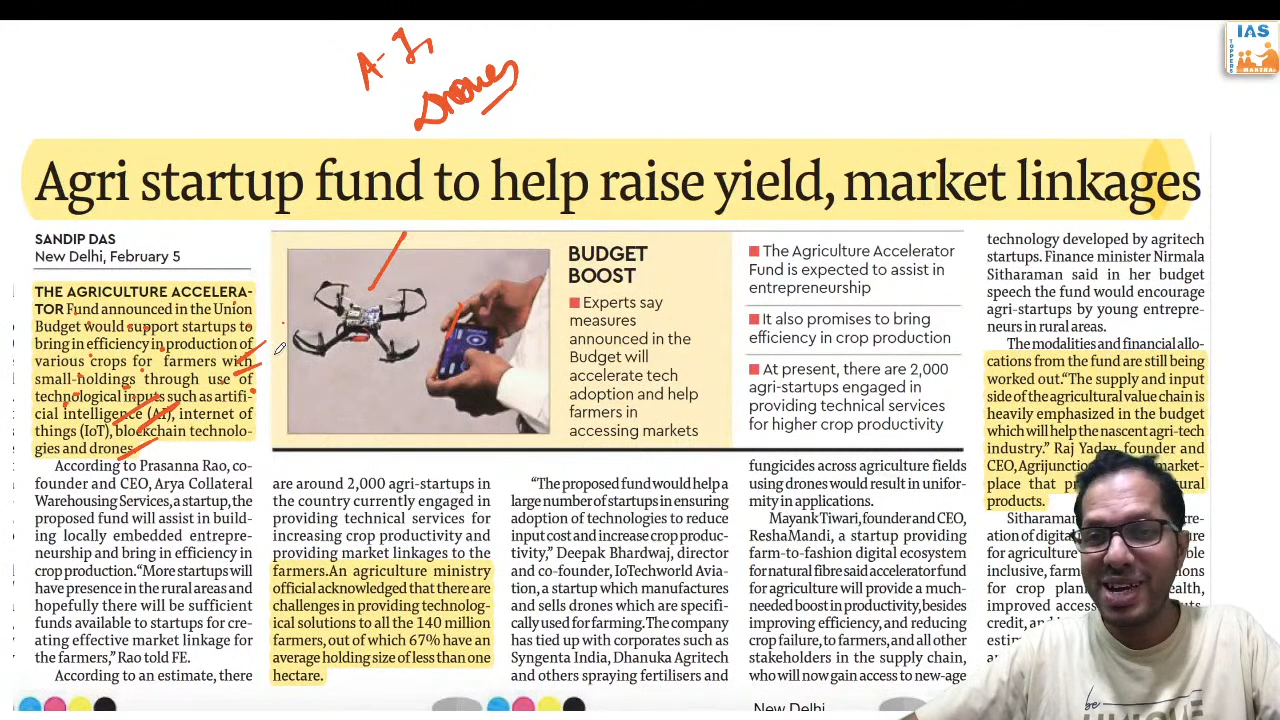 A-I,
Drones
IAS
TOPPERS
MANTRA
Agri startup fund to help raise yield, market linkages
SANDIP DAS
New Delhi, February 5
THE AGRICULTURE ACCELERA-
TOR Fund announced in the Union
Budget would support startups to
bring in efficiency in production of
various crops for farmers with
small-holdings through use of
technological inputs such as artifi-
cial intelligence (AI), internet of
things (IoT), blockchain technolo-
gies and drones.
According to Prasanna Rao, co-
founder and CEO, Arya Collateral
Warehousing Services, a startup, the
proposed fund will assist in build-
ing locally embedded entrepre-
neurship and bring in efficiency in
crop production. “More startups will
have presence in the rural areas and
hopefully there will be sufficient
funds available to startups for cre-
ating effective market linkage for
the farmers,” Rao told FE.
According to an estimate, there
BUDGET
BOOST
Experts say
measures
announced in the
Budget will
accelerate tech
adoption and help
farmers in
accessing markets
The Agriculture Accelerator
Fund is expected to assist in
entrepreneurship
It also promises to bring
efficiency in crop production
At present, there are 2,000
agri-startups engaged in
providing technical services
for higher crop productivity
are around 2,000 agri-startups in
the country currently engaged in
providing technical services for
increasing crop productivity and
providing market linkages to the
farmers.An agriculture ministry
official acknowledged that there are
challenges in providing technolog-
ical solutions to all the 140 million
farmers, out of which 67% have an
average holding size of less than one
hectare.
“The proposed fund would help a
large number of startups in ensuring
adoption of technologies to reduce
input cost and increase crop produc-
tivity,” Deepak Bhardwaj, director
and co-founder, IoTechworld Avia-
tion, a startup which manufactures
and sells drones which are specifi-
cally used for farming. The company
has tied up with corporates such as
Syngenta India, Dhanuka Agritech
and others spraying fertilisers and
fungicides across agriculture fields
using drones would result in unifor-
mity in applications.
Mayank Tiwari, founder and CEO,
ReshaMandi, a startup providing
farm-to-fashion digital ecosystem
for natural fibre said accelerator fund
for agriculture will provide a much-
needed boost in productivity, besides
improving efficiency, and reducing
crop failure, to farmers, and all other
stakeholders in the supply chain,
who will now gain access to new-age
New Delhi
technology developed by agritech
startups. Finance minister Nirmala
Sitharaman said in her budget
speech the fund would encourage
agri-startups by young entrepre-
neurs in rural areas.
The modalities and financial allo-
cations from the fund are still being
worked out. “The supply and input
side of the agricultural value chain is
heavily emphasized in the budget
which will help the nascent agri-tech
industry.” Raj Yadav, founder and
CEO, Agrijunction market-
place that
products.
Sitharaman
ation of digital
for agriculture
inclusive, farm
for crop
improved access
credit,
be